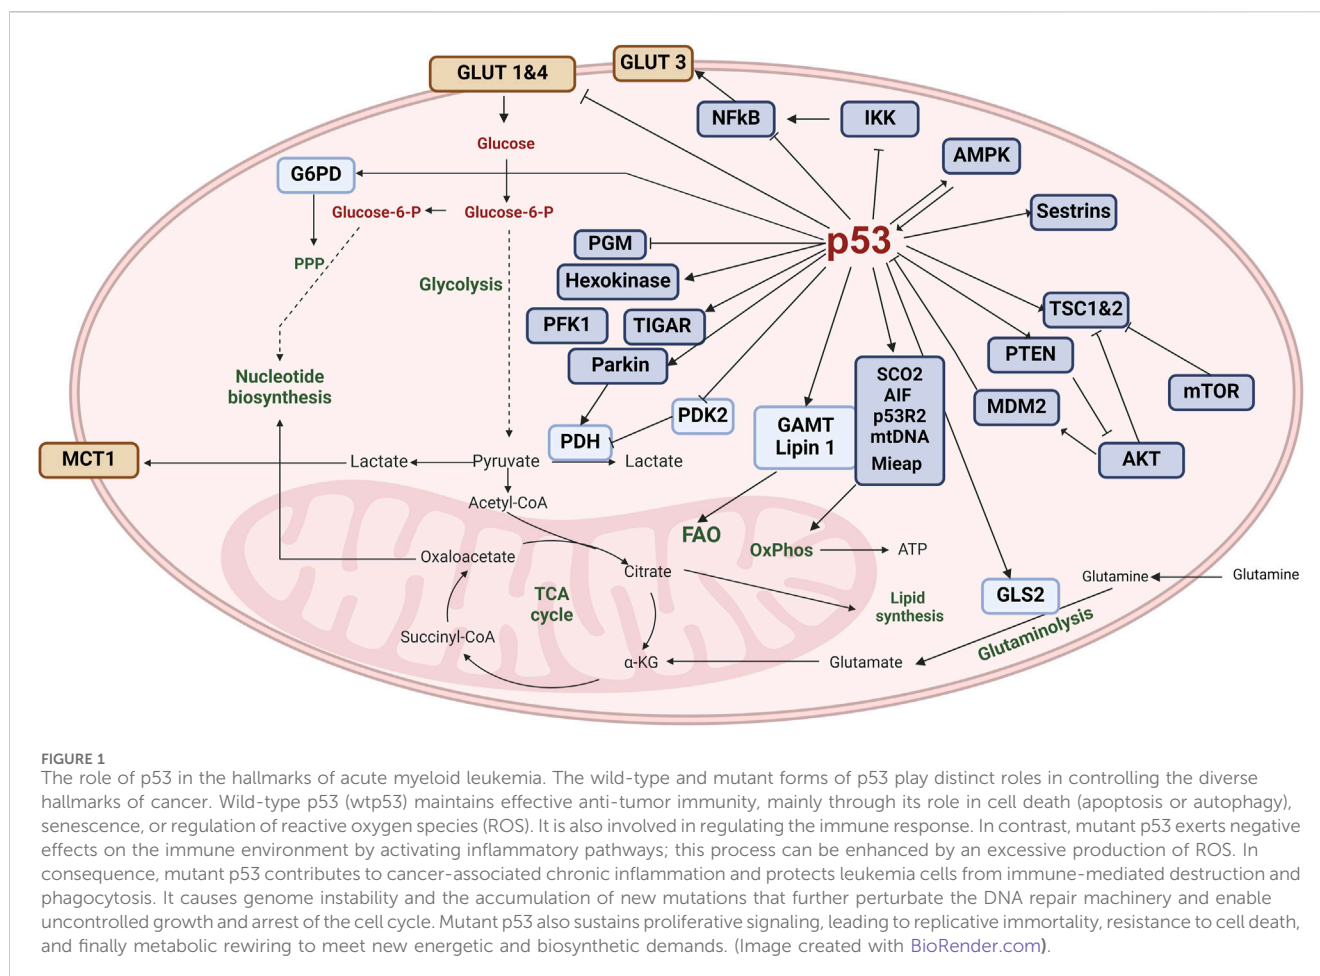 GLUT 1&4
GLUT 3
NFkB
IKK
AMPK
Glucose
G6PD
Glucose-6-P
Glucose-6-P
Sestrins
p53
PGM
PPP
Hexokinase
Glycolysis
TSC1&2
PFK1
TIGAR
PTEN
Parkin
Nucleotide
biosynthesis
SCO2
AIF
p53R2
mtDNA
Mieap
mTOR
MDM2
PDK2
GAMT
Lipin 1
PDH
MCT1
Lactate
Pyruvate
Lactate
AKT
Acetyl-CoA
FAO
OxPhos
ATP
Oxaloacetate
Citrate
Glutamine
Glutamine
TCA
cycle
GLS2
Lipid
synthesis
Glutaminolysis
Succinyl-CoA
α-KG
Glutamate
FIGURE 1
The role of p53 in the hallmarks of acute myeloid leukemia. The wild-type and mutant forms of p53 play distinct roles in controlling the diverse
hallmarks of cancer. Wild-type p53 (wtp53) maintains effective anti-tumor immunity, mainly through its role in cell death (apoptosis or autophagy),
senescence, or regulation of reactive oxygen species (ROS). It is also involved in regulating the immune response. In contrast, mutant p53 exerts negative
effects on the immune environment by activating inflammatory pathways; this process can be enhanced by an excessive production of ROS. In
consequence, mutant p53 contributes to cancer-associated chronic inflammation and protects leukemia cells from immune-mediated destruction and
phagocytosis. It causes genome instability and the accumulation of new mutations that further perturbate the DNA repair machinery and enable
uncontrolled growth and arrest of the cell cycle. Mutant p53 also sustains proliferative signaling, leading to replicative immortality, resistance to cell death,
and finally metabolic rewiring to meet new energetic and biosynthetic demands. (Image created with BioRender.com).